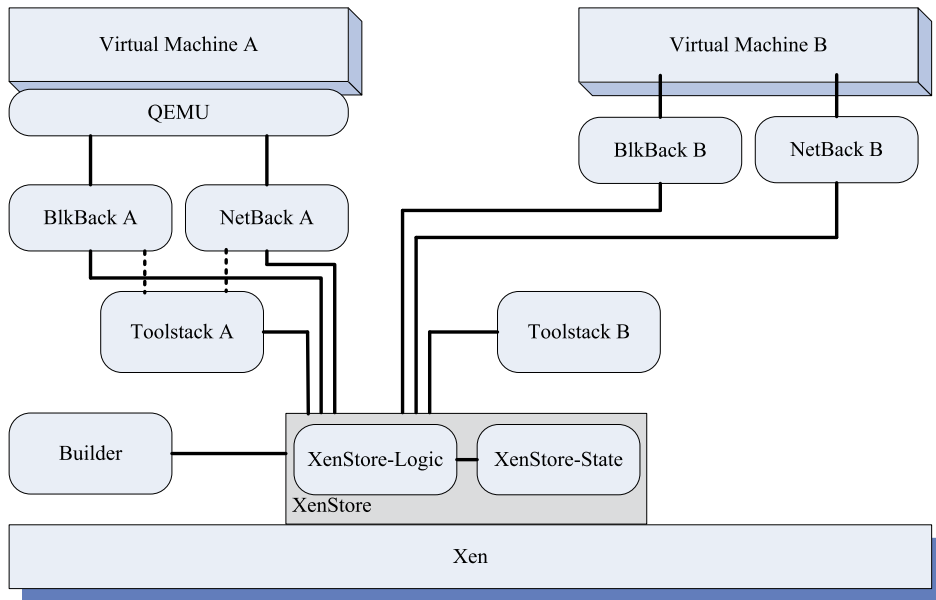 Virtual Machine A
Virtual Machine B
QEMU
BlkBack B
NetBack B
BlkBack A
NetBack A
Toolstack A
Toolstack B
Builder
XenStore-Logic
XenStore-State
XenStore
Xen